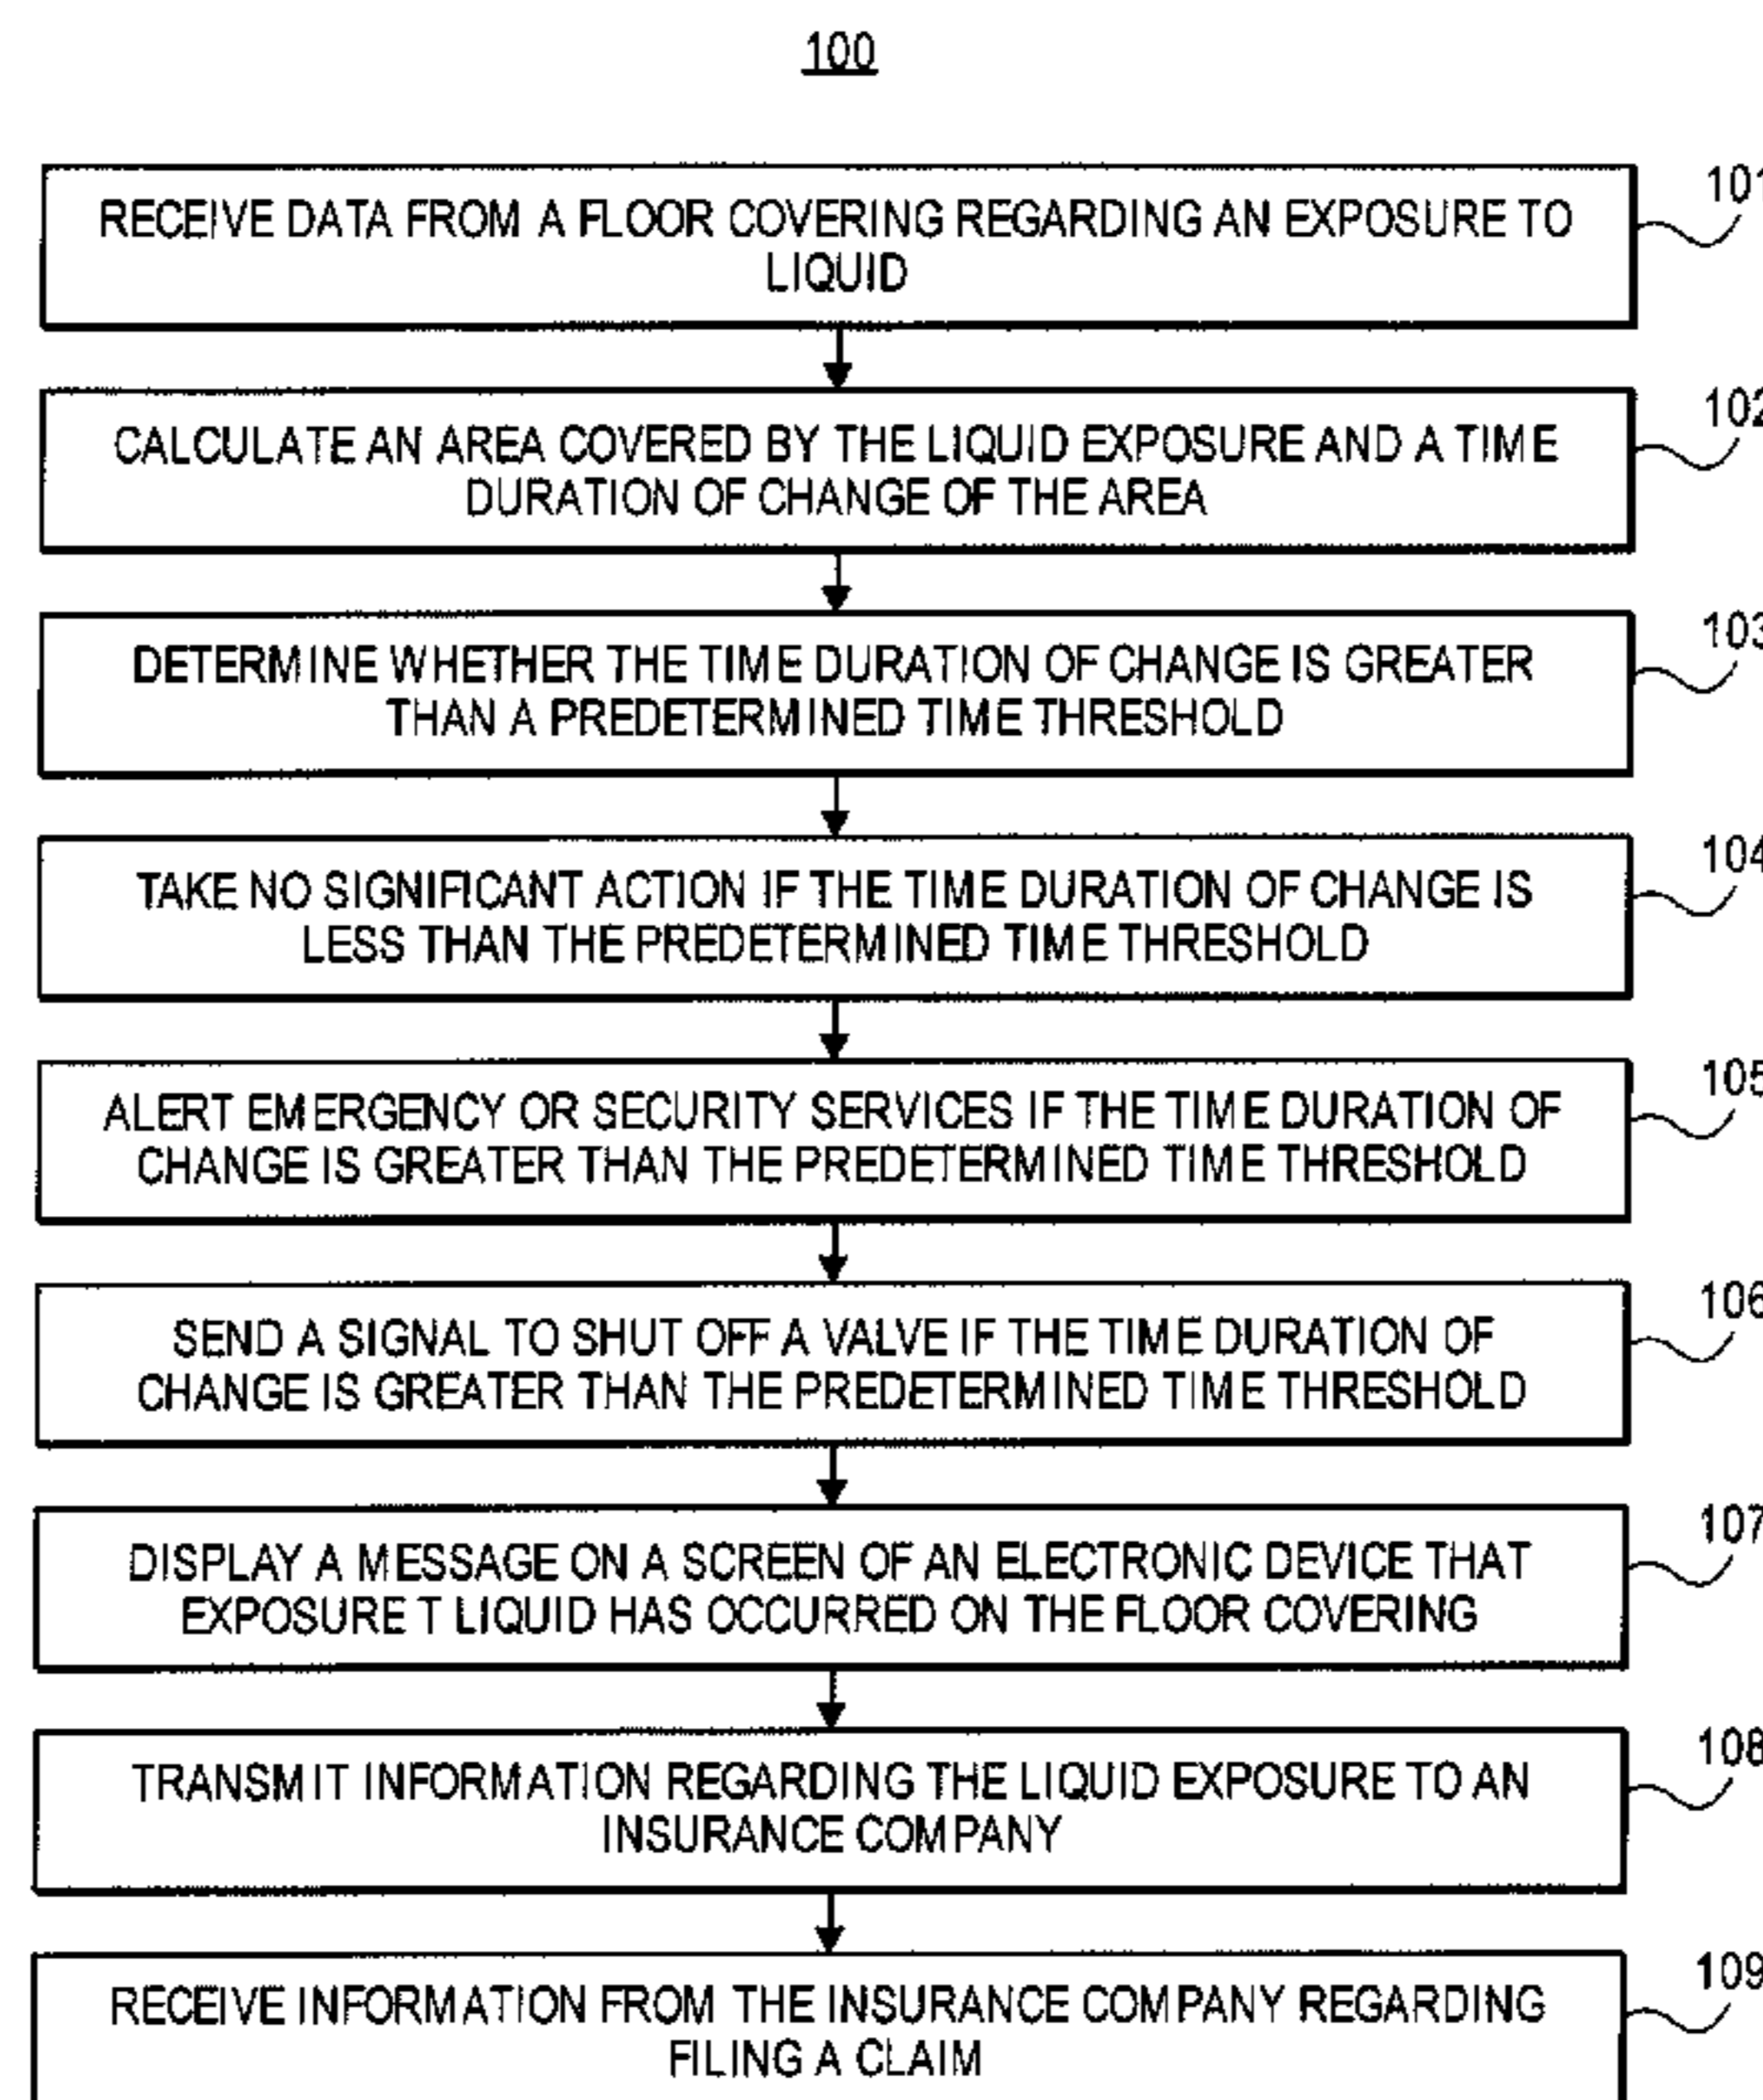 100
RECEIVE DATA FROM A FLOOR COVERING REGARDING AN EXPOSURE TO
LIQUID
101
CALCULATE AN AREA COVERED BY THE LIQUID EXPOSURE AND A TIME
DURATION OF CHANGE OF THE AREA
102
DETERMINE WHETHER THE TIME DURATION OF CHANGE IS GREATER
THAN A PREDETERMINED TIME THRESHOLD
103
TAKE NO SIGNIFICANT ACTION IF THE TIME DURATION OF CHANGE IS
LESS THAN THE PREDETERMINED TIME THRESHOLD
104
ALERT EMERGENCY OR SECURITY SERVICES IF THE TIME DURATION OF
CHANGE IS GREATER THAN THE PREDETERMINED TIME THRESHOLD
105
SEND A SIGNAL TO SHUT OFF A VALVE IF THE TIME DURATION OF
CHANGE IS GREATER THAN THE PREDETERMINED TIME THRESHOLD
106
DISPLAY A MESSAGE ON A SCREEN OF AN ELECTRONIC DEVICE THAT
EXPOSURE T LIQUID HAS OCCURRED ON THE FLOOR COVERING
107
TRANSMIT INFORMATION REGARDING THE LIQUID EXPOSURE TO AN
INSURANCE COMPANY
108
RECEIVE INFORMATION FROM THE INSURANCE COMPANY REGARDING
FILING A CLAIM
109